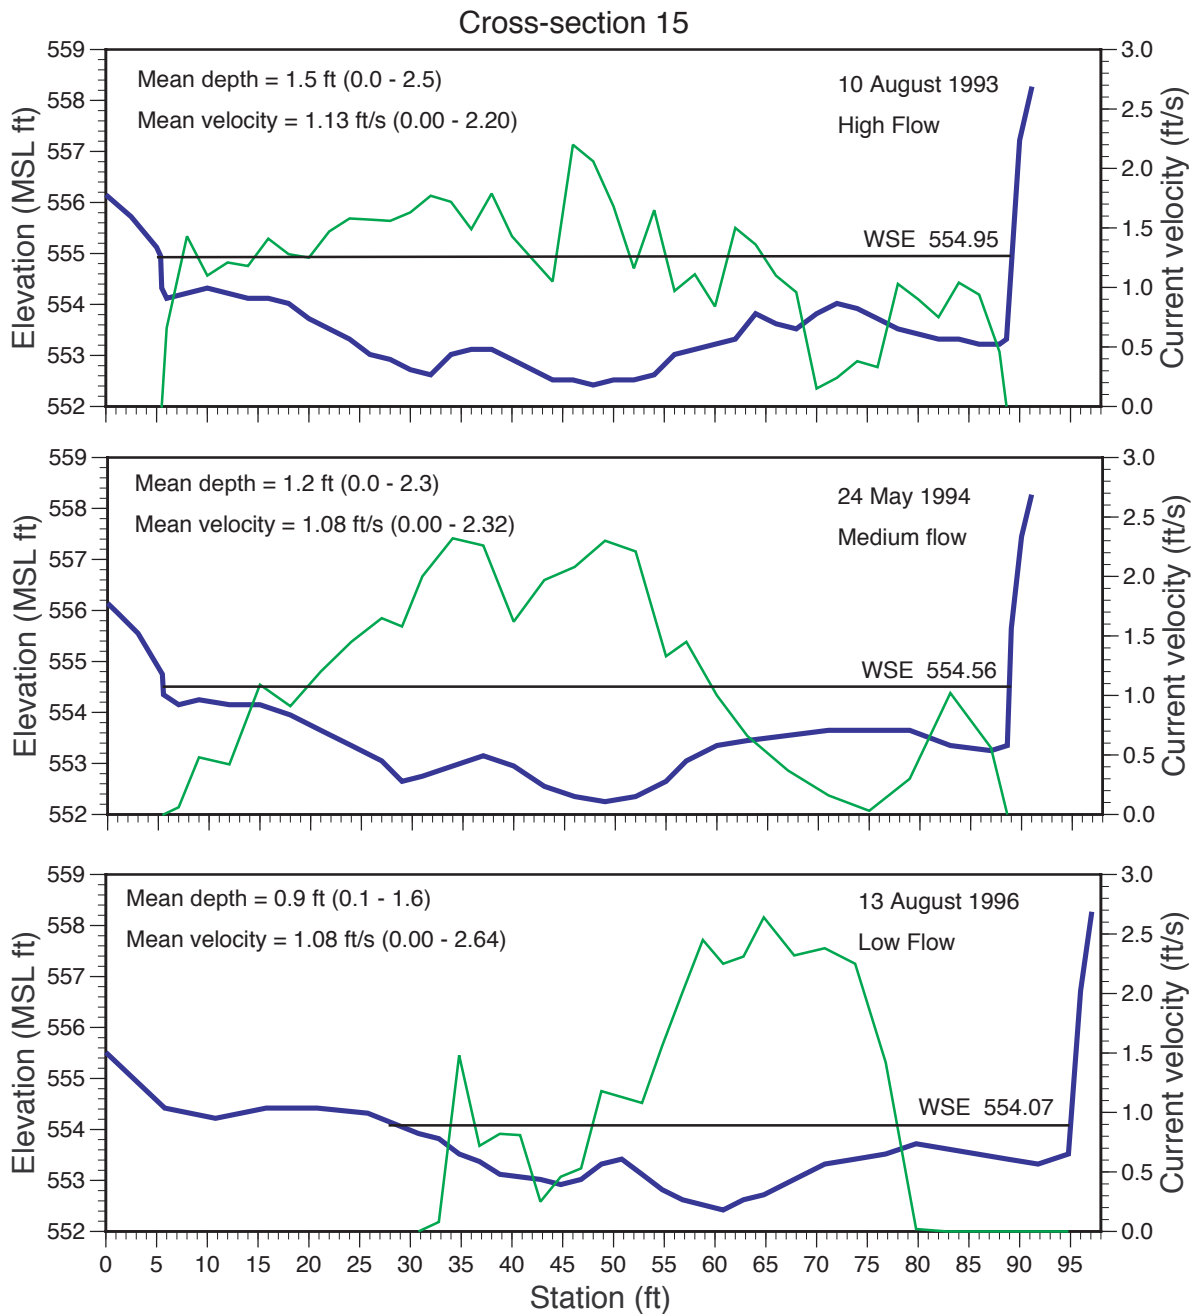 Cross-section 15
Mean depth = 1.5 ft (0.0 - 2.5)
Mean velocity = 1.13 ft/s (0.00 - 2.20)
10 August 1993
High Flow
WSE 554.95
Elevation (MSL ft)
559
558
557
556
555
554
553
552
Current velocity (ft/s)
3.0
2.5
2.0
1.5
1.0
0.5
0.0
Mean depth = 1.2 ft (0.0 - 2.3)
Mean velocity = 1.08 ft/s (0.00 - 2.32)
24 May 1994
Medium flow
WSE 554.56
Elevation (MSL ft)
559
558
557
556
555
554
553
552
Current velocity (ft/s)
3.0
2.5
2.0
1.5
1.0
0.5
0.0
Mean depth = 0.9 ft (0.1 - 1.6)
Mean velocity = 1.08 ft/s (0.00 - 2.64)
13 August 1996
Low Flow
WSE 554.07
Elevation (MSL ft)
559
558
557
556
555
554
553
552
Current velocity (ft/s)
3.0
2.5
2.0
1.5
1.0
0.5
0.0
0 5 10 15 20 25 30 35 40 45 50 55 60 65 70 75 80 85 90 95
Station (ft)